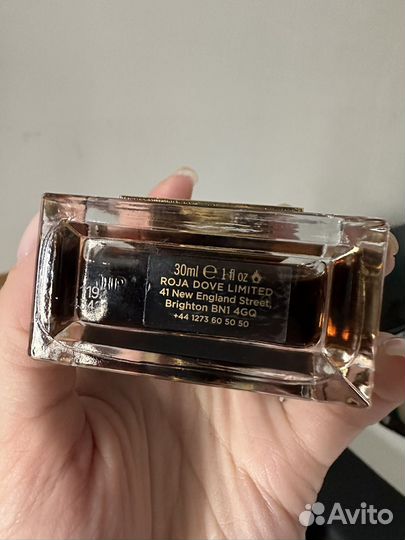 30ml e 1 fl oz
ROJA DOVE LIMITED
41 New England Street,
Brighton BN1 4GQ
+44 1273 60 50 50
Avito